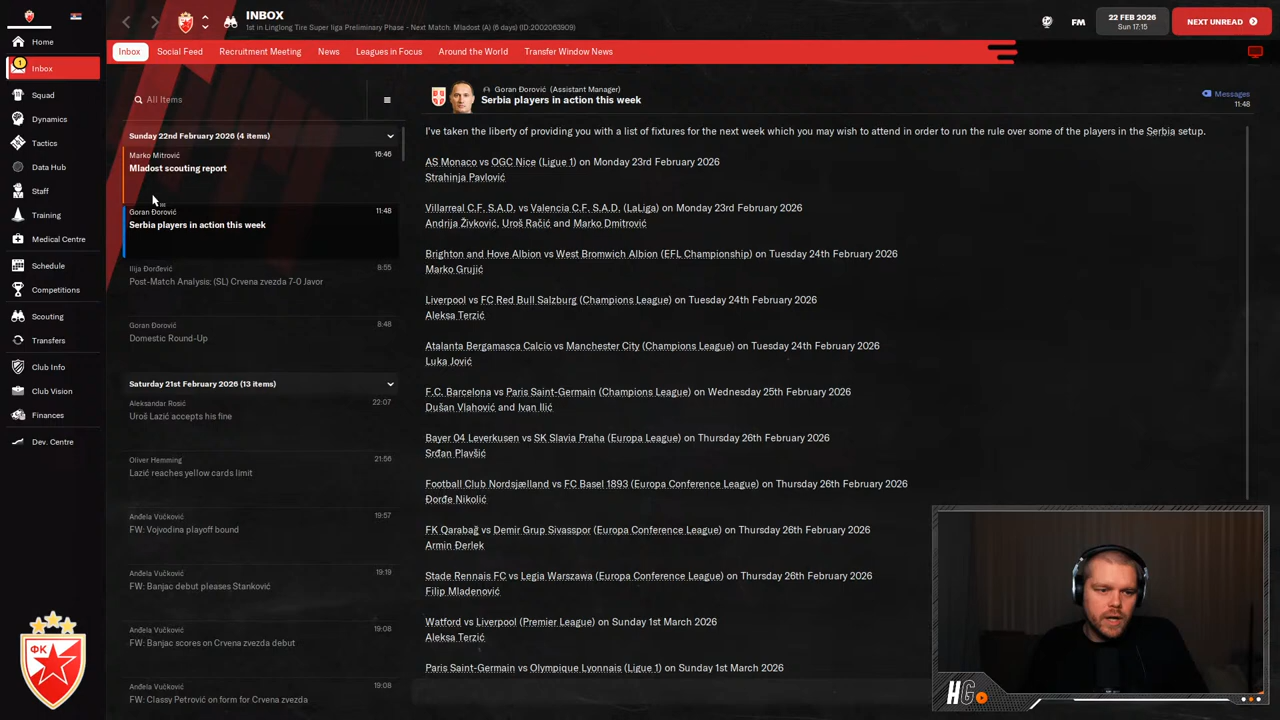 INBOX
1st in Linglong Tire Super liga Preliminary Phase - Next Match: Mladost (A) (6 days) (ID:2002063909)
FM
22 FEB 2026
Sun 17:15
NEXT UNREAD
Home
1
Inbox
Squad
Dynamics
Tactics
Data Hub
Staff
Training
Medical Centre
Schedule
Competitions
Scouting
Transfers
Club Info
Club Vision
Finances
Dev. Centre
ФК
Inbox
Social Feed
Recruitment Meeting
News
Leagues in Focus
Around the World
Transfer Window News
All Items
Sunday 22nd February 2026 (4 items)
Marko Mitrović 16:46
Mladost scouting report
Goran Đorović 11:48
Serbia players in action this week
Ilija Đorđević 8:55
Post-Match Analysis: (SL) Crvena zvezda 7-0 Javor
Goran Đorović 8:48
Domestic Round-Up
Saturday 21st February 2026 (13 items)
Aleksandar Rosić 22:07
Uroš Lazić accepts his fine
Oliver Hemming 21:56
Lazić reaches yellow cards limit
Anđela Vučković 19:57
FW: Vojvodina playoff bound
Anđela Vučković 19:19
FW: Banjac debut pleases Stanković
Anđela Vučković 19:08
FW: Banjac scores on Crvena zvezda debut
Anđela Vučković 19:08
FW: Classy Petrović on form for Crvena zvezda
Goran Đorović (Assistant Manager)
Serbia players in action this week
Messages
11:48
I've taken the liberty of providing you with a list of fixtures for the next week which you may wish to attend in order to run the rule over some of the players in the Serbia setup.
AS Monaco vs OGC Nice (Ligue 1) on Monday 23rd February 2026
Strahinja Pavlović
Villarreal C.F. S.A.D. vs Valencia C.F. S.A.D. (LaLiga) on Monday 23rd February 2026
Andrija Živković, Uroš Račić and Marko Dmitrović
Brighton and Hove Albion vs West Bromwich Albion (EFL Championship) on Tuesday 24th February 2026
Marko Grujić
Liverpool vs FC Red Bull Salzburg (Champions League) on Tuesday 24th February 2026
Aleksa Terzić
Atalanta Bergamasca Calcio vs Manchester City (Champions League) on Tuesday 24th February 2026
Luka Jović
F.C. Barcelona vs Paris Saint-Germain (Champions League) on Wednesday 25th February 2026
Dušan Vlahović and Ivan Ilić
Bayer 04 Leverkusen vs SK Slavia Praha (Europa League) on Thursday 26th February 2026
Srđan Plavšić
Football Club Nordsjælland vs FC Basel 1893 (Europa Conference League) on Thursday 26th February 2026
Đorđe Nikolić
FK Qarabağ vs Demir Grup Sivasspor (Europa Conference League) on Thursday 26th February 2026
Armin Đerlek
Stade Rennais FC vs Legia Warszawa (Europa Conference League) on Thursday 26th February 2026
Filip Mladenović
Watford vs Liverpool (Premier League) on Sunday 1st March 2026
Aleksa Terzić
Paris Saint-Germain vs Olympique Lyonnais (Ligue 1) on Sunday 1st March 2026
HG